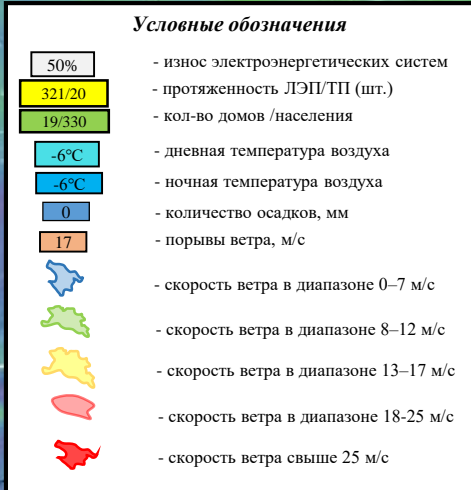 Условные обозначения
50% - износ электроэнергетических систем
321/20 - протяженность ЛЭП/ТП (шт.)
19/330 - кол-во домов /населения
-6°С - дневная температура воздуха
-6°С - ночная температура воздуха
0 - количество осадков, мм
17 - порывы ветра, м/с
- скорость ветра в диапазоне 0–7 м/с
- скорость ветра в диапазоне 8–12 м/с
- скорость ветра в диапазоне 13–17 м/с
- скорость ветра в диапазоне 18-25 м/с
- скорость ветра свыше 25 м/с